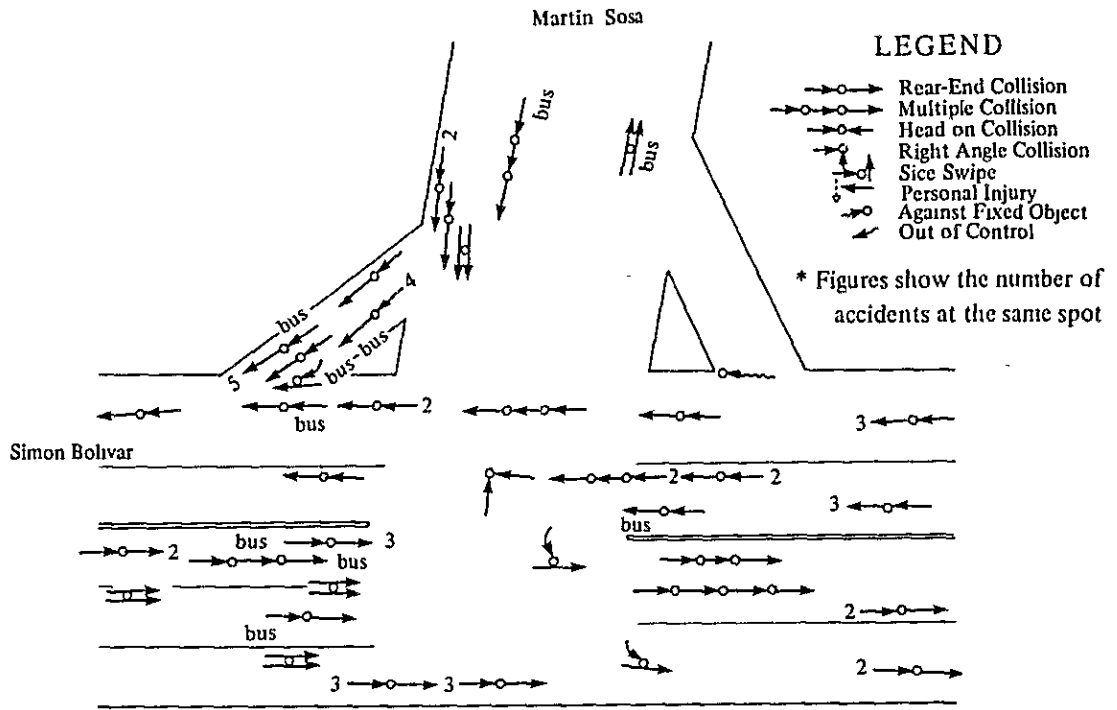 Martin Sosa
LEGEND
Rear-End Collision
Multiple Collision
Head on Collision
Right Angle Collision
Sice Swipe
Personal Injury
Against Fixed Object
Out of Control
* Figures show the number of
accidents at the same spot
bus
2
bus
4
bus
bus-bus
5
2
bus
3
Simon Bolivar
2
2
3
bus
2
bus
3
bus
2
bus
3
3
2